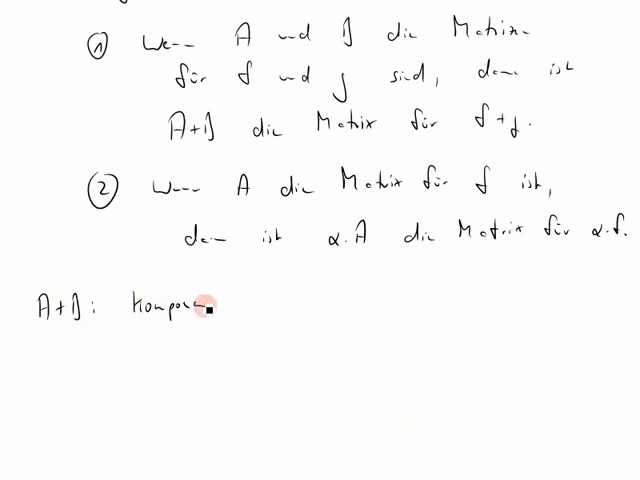 ① Wenn A und B die Matrizen
für f und g sind, dann ist
A+B die Matrix für f+g.
② Wenn A die Matrix für f ist,
dann ist α.A die Matrix für α.f.
A+B: Kompon